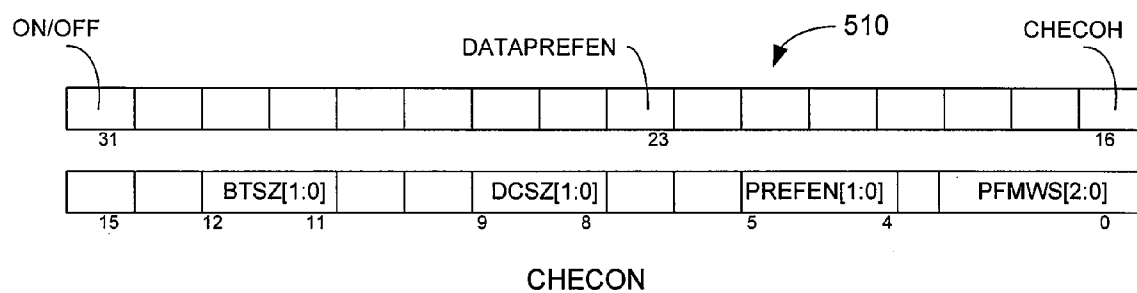 ON/OFF
DATAPREFEN
510
CHECOH
31 23 16
BTSZ[1:0] DCSZ[1:0] PREFEN[1:0] PFMWS[2:0]
15 12 11 9 8 5 4 0
CHECON